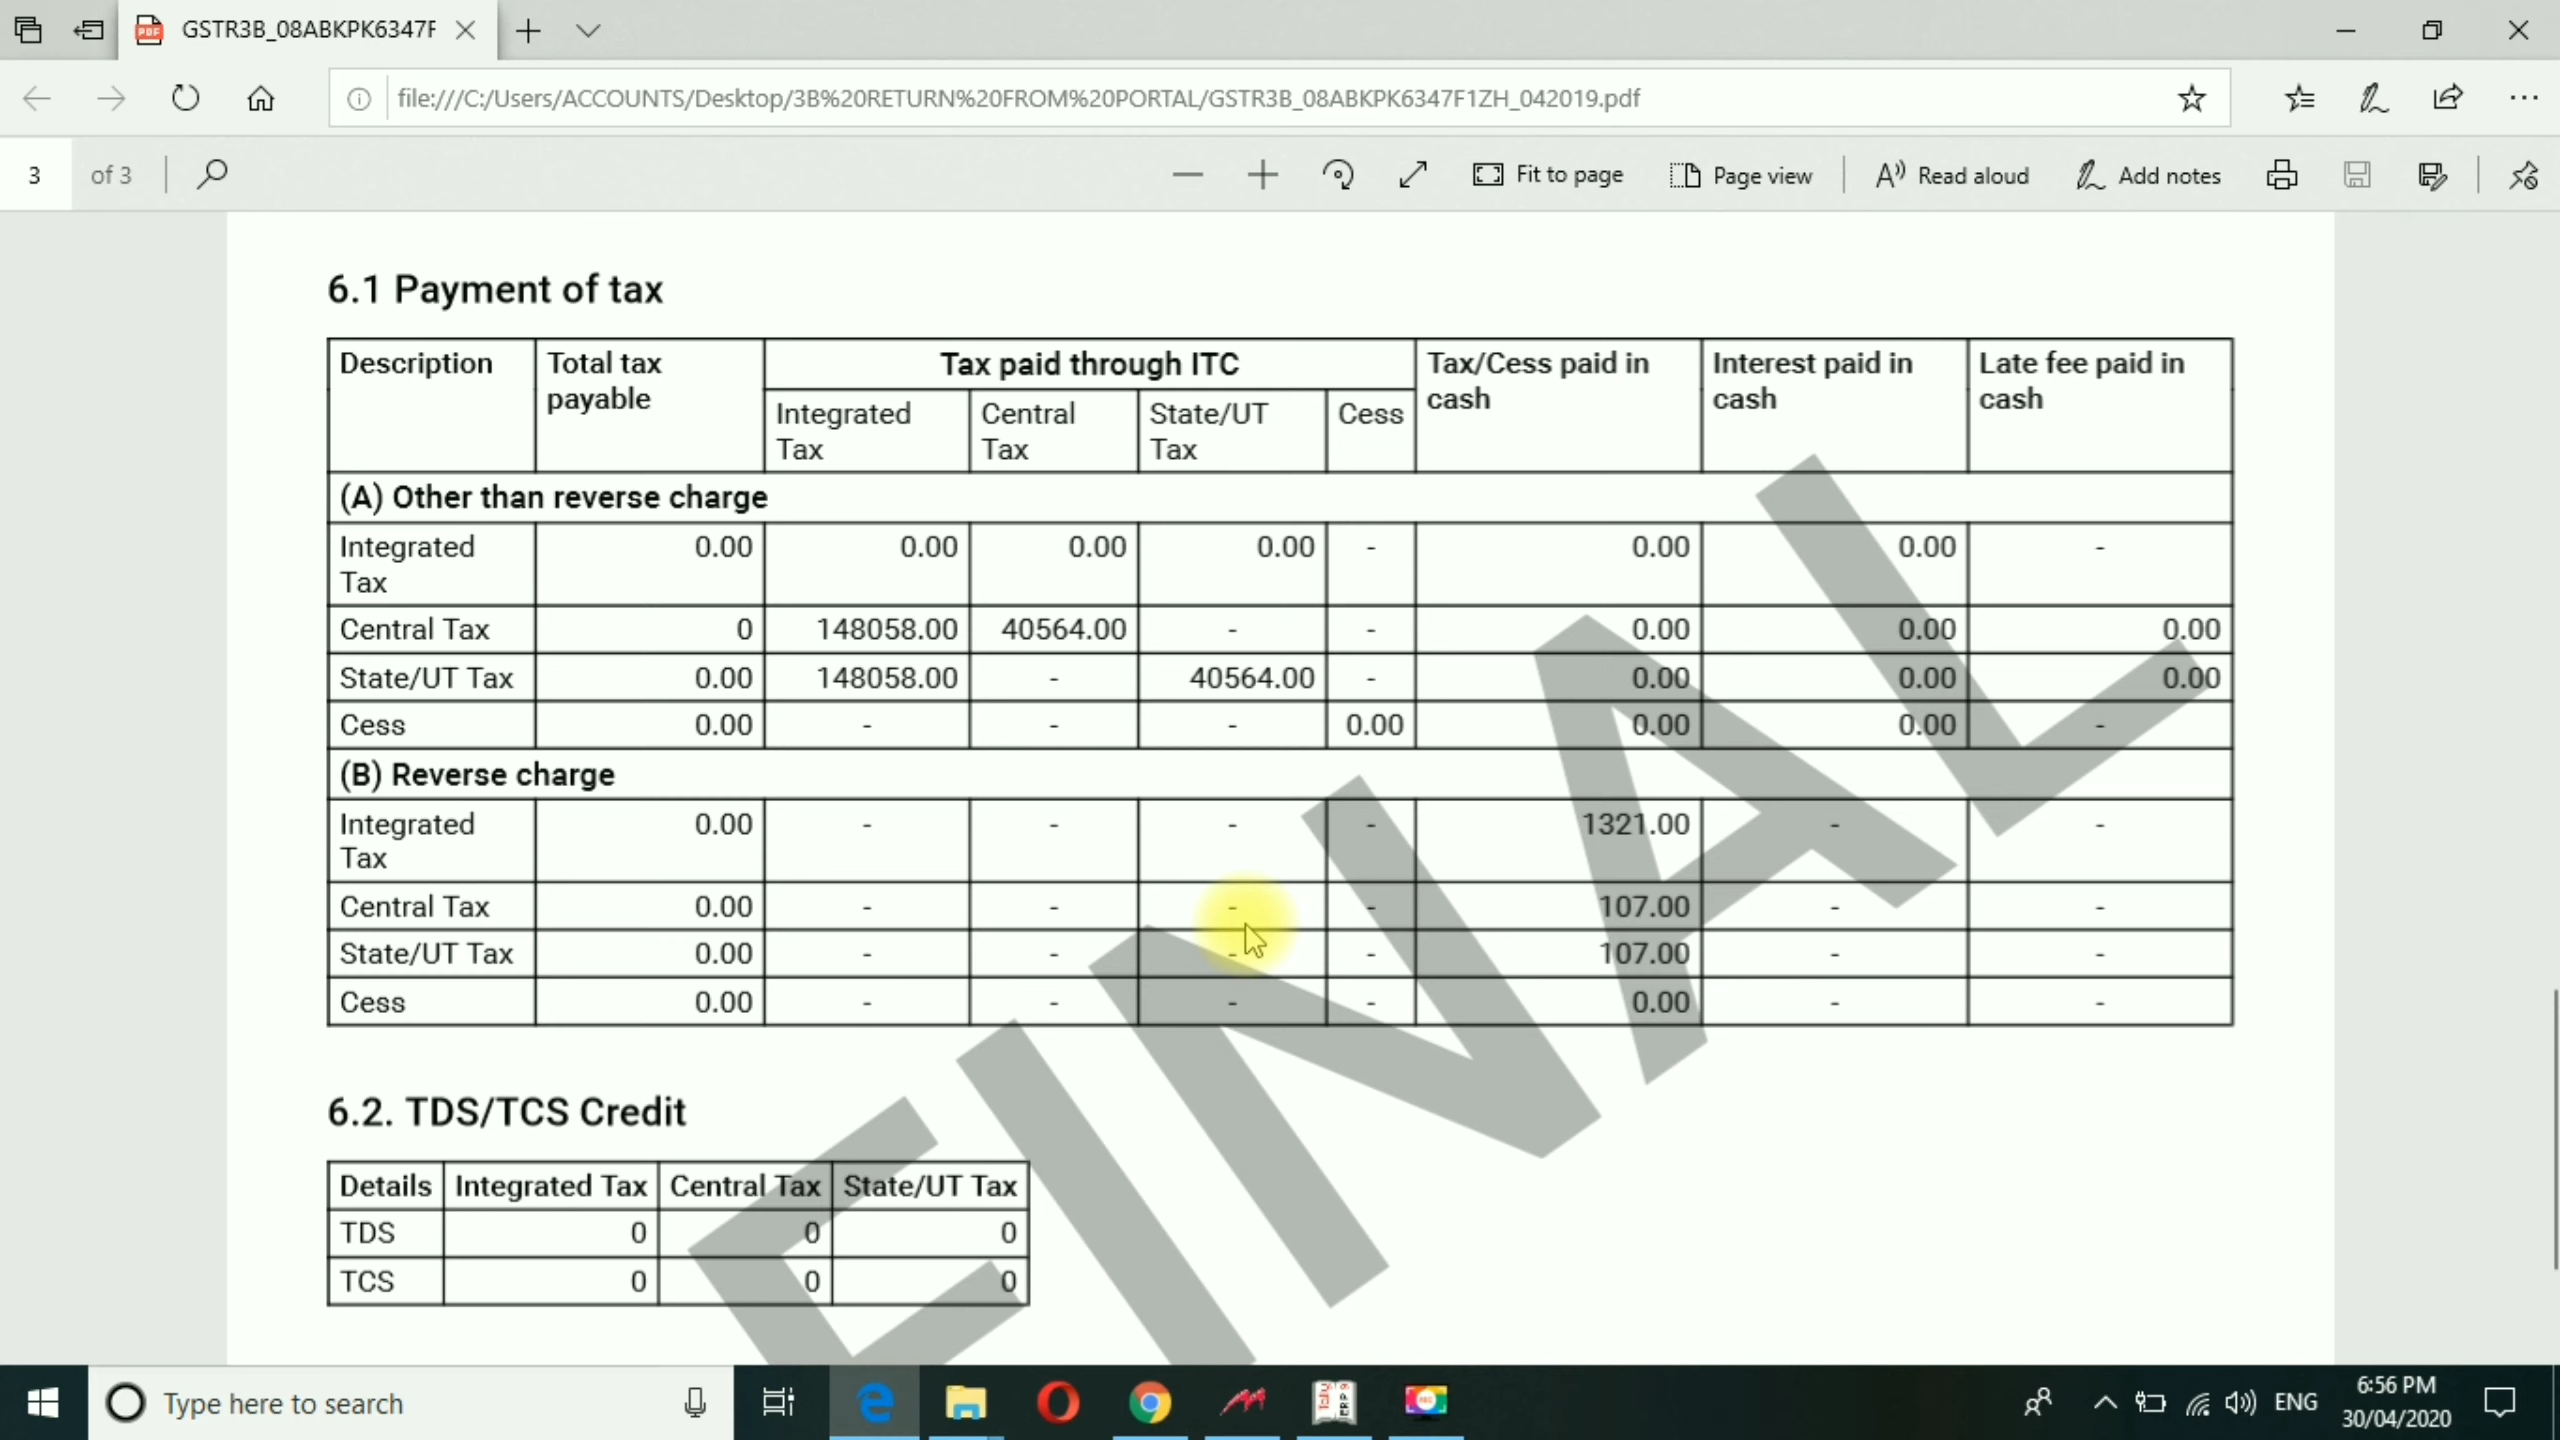 GSTR3B_08ABKPK6347F
file:///C:/Users/ACCOUNTS/Desktop/3B%20RETURN%20FROM%20PORTAL/GSTR3B_08ABKPK6347F1ZH_042019.pdf
3 of 3 Fit to page Page view Read aloud Add notes
6.1 Payment of tax
Description Total tax payable Tax paid through ITC Tax/Cess paid in cash Interest paid in cash Late fee paid in cash
Integrated Tax Central Tax State/UT Tax Cess
(A) Other than reverse charge
Integrated Tax 0.00 0.00 0.00 0.00 - 0.00 0.00 -
Central Tax 0 148058.00 40564.00 - - 0.00 0.00 0.00
State/UT Tax 0.00 148058.00 - 40564.00 - 0.00 0.00 0.00
Cess 0.00 - - - 0.00 0.00 0.00 -
(B) Reverse charge
Integrated Tax 0.00 - - - - 1321.00 - -
Central Tax 0.00 - - - - 107.00 - -
State/UT Tax 0.00 - - - - 107.00 - -
Cess 0.00 - - - - 0.00 - -
6.2. TDS/TCS Credit
Details Integrated Tax Central Tax State/UT Tax
TDS 0 0 0
TCS 0 0 0
FINAL
Type here to search
Tally ERP 9
ENG
6:56 PM
30/04/2020